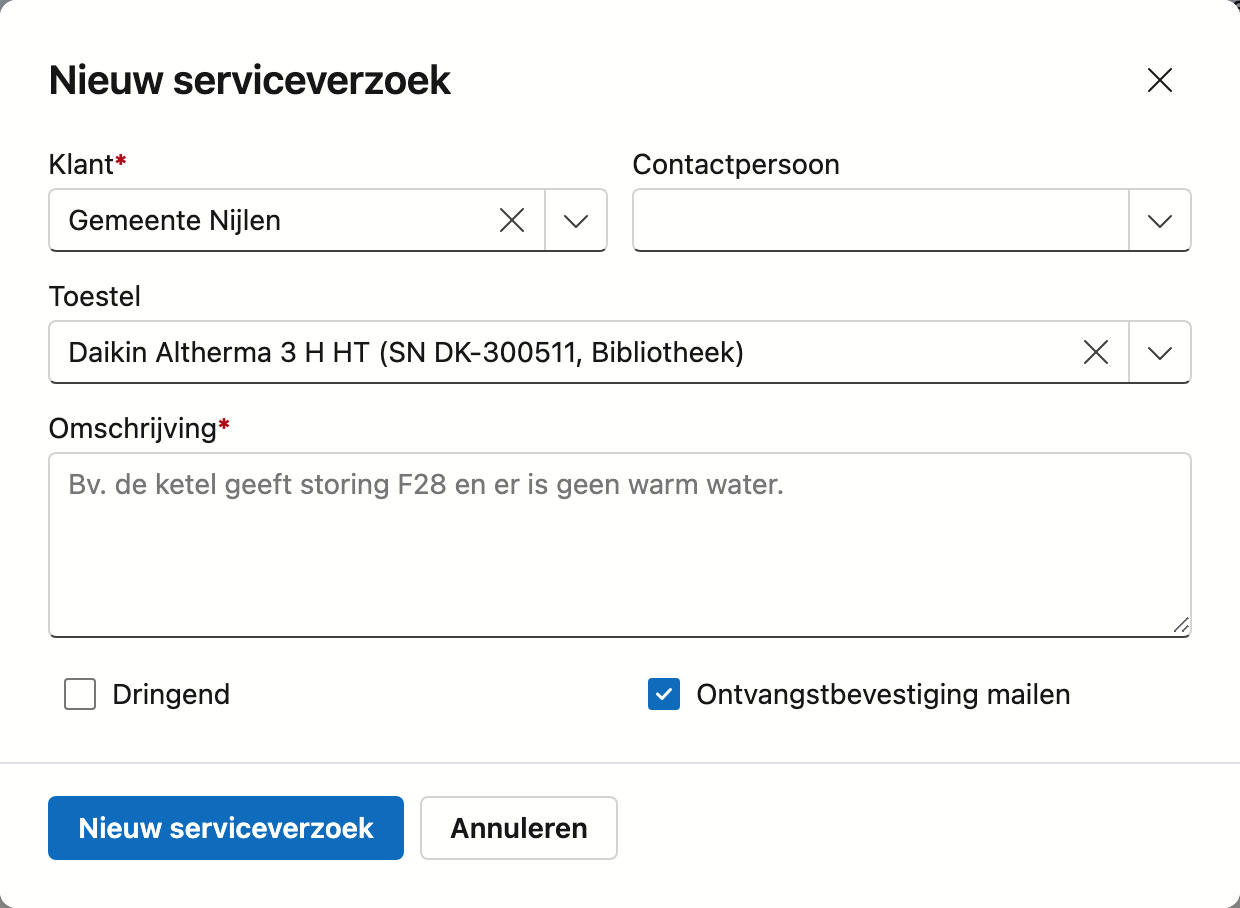 Nieuw serviceverzoek
Klant*
Contactpersoon
Gemeente Nijlen
Toestel
Daikin Altherma 3 H HT (SN DK-300511, Bibliotheek)
Omschrijving*
Bv. de ketel geeft storing F28 en er is geen warm water.
Dringend
Ontvangstbevestiging mailen
Nieuw serviceverzoek
Annuleren